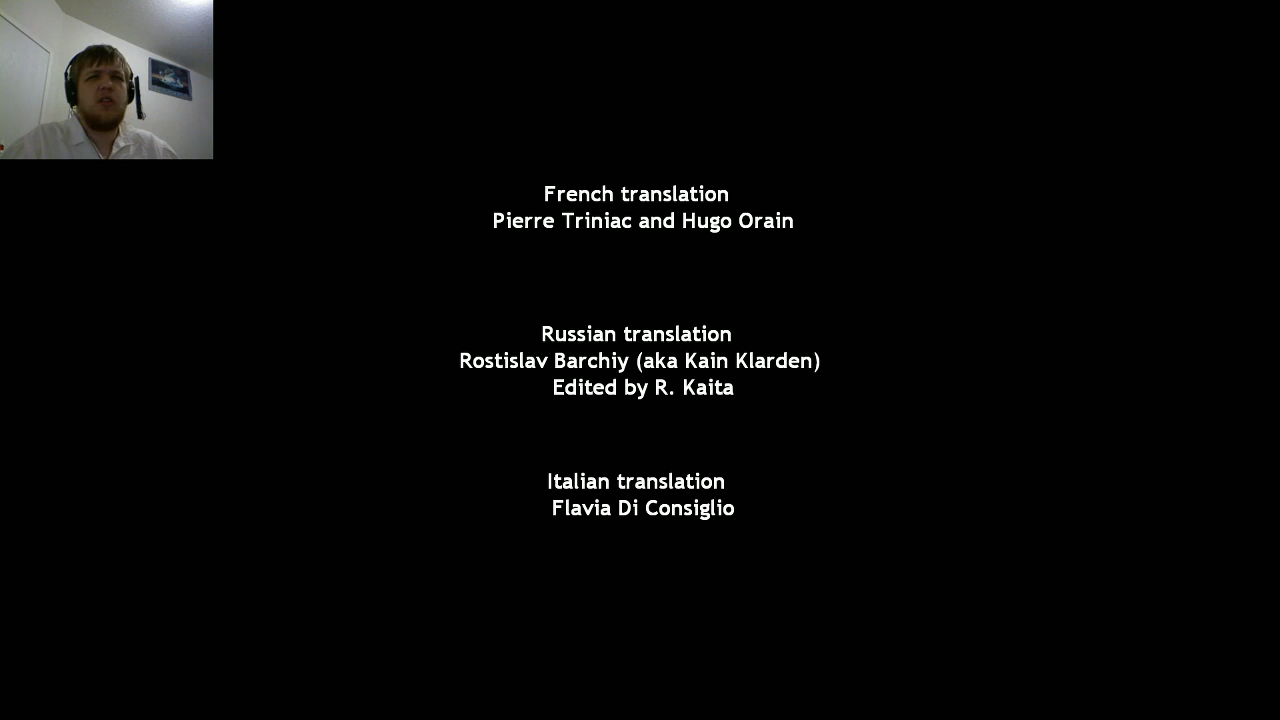 French translation
Pierre Triniac and Hugo Orain
Russian translation
Rostislav Barchiy (aka Kain Klarden)
Edited by R. Kaita
Italian translation
Flavia Di Consiglio